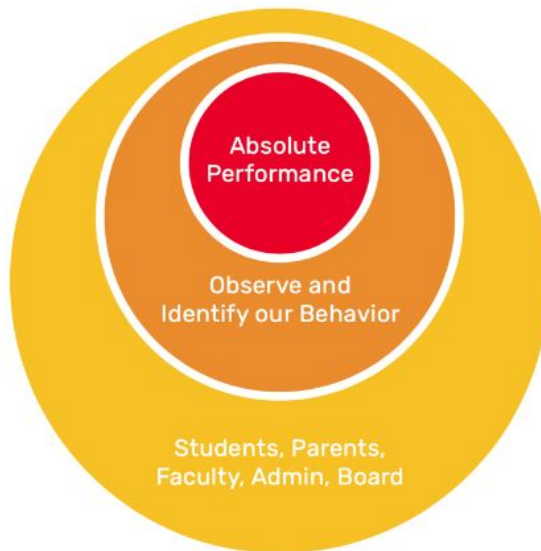 Absolute
Performance
Observe and
Identify our Behavior
Students, Parents,
Faculty, Admin, Board